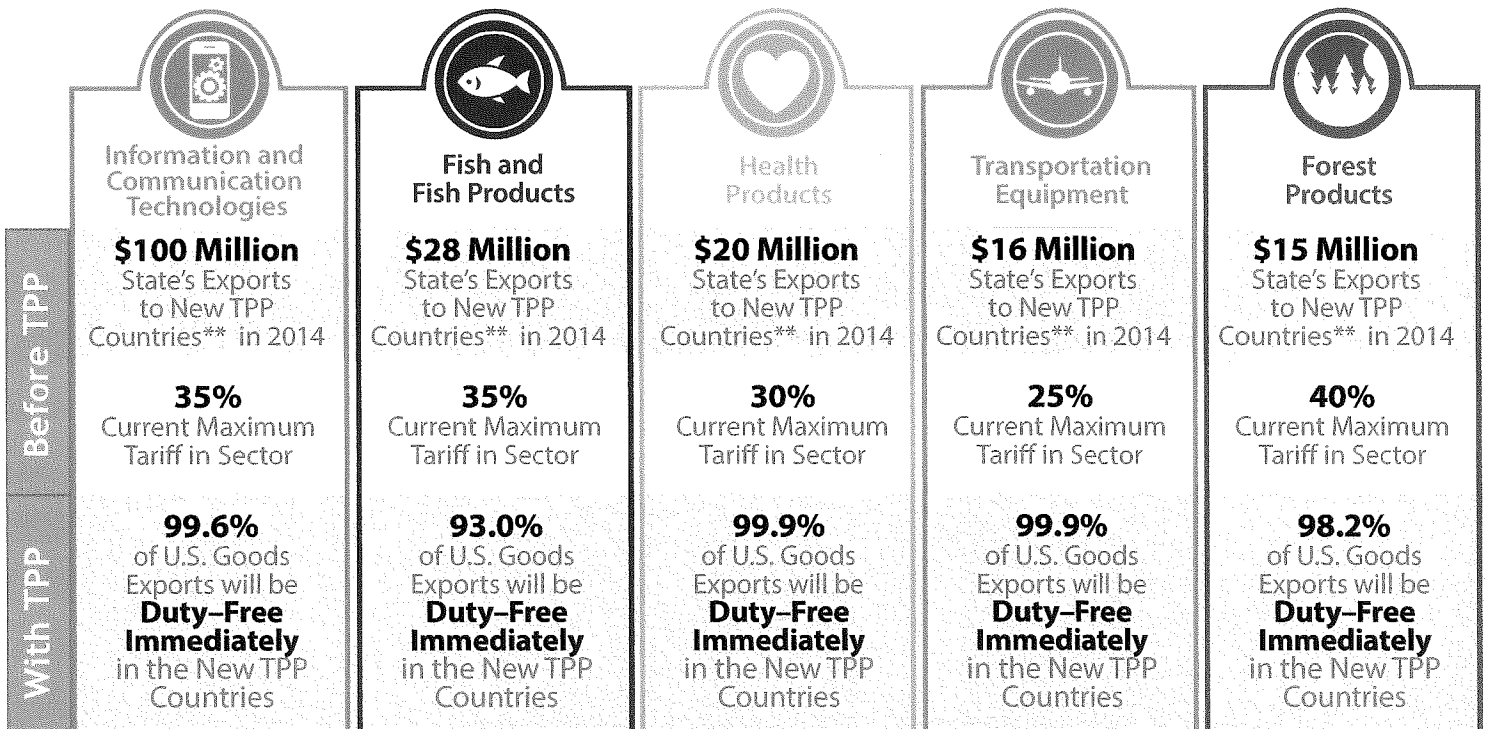 Information and
Communication
Technologies
$100 Million
State's Exports
to New TPP
Countries** in 2014
35%
Current Maximum
Tariff in Sector
99.6%
of U.S. Goods
Exports will be
Duty–Free
Immediately
in the New TPP
Countries
Fish and
Fish Products
$28 Million
State's Exports
to New TPP
Countries** in 2014
35%
Current Maximum
Tariff in Sector
93.0%
of U.S. Goods
Exports will be
Duty–Free
Immediately
in the New TPP
Countries
Health
Products
$20 Million
State's Exports
to New TPP
Countries** in 2014
30%
Current Maximum
Tariff in Sector
99.9%
of U.S. Goods
Exports will be
Duty–Free
Immediately
in the New TPP
Countries
Transportation
Equipment
$16 Million
State's Exports
to New TPP
Countries** in 2014
25%
Current Maximum
Tariff in Sector
99.9%
of U.S. Goods
Exports will be
Duty–Free
Immediately
in the New TPP
Countries
Forest
Products
$15 Million
State's Exports
to New TPP
Countries** in 2014
40%
Current Maximum
Tariff in Sector
98.2%
of U.S. Goods
Exports will be
Duty–Free
Immediately
in the New TPP
Countries
Before TPP
With TPP